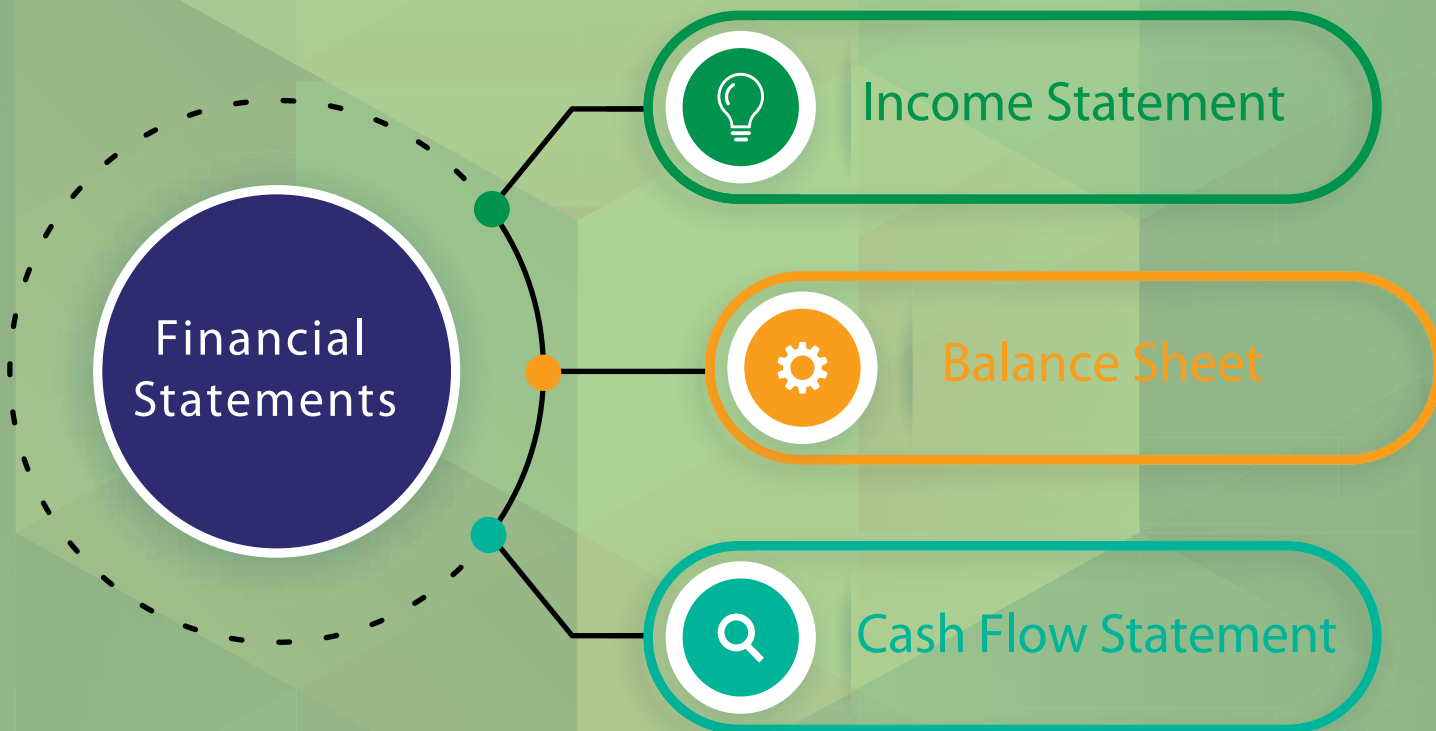 Financial
Statements
Income Statement
Balance Sheet
Cash Flow Statement